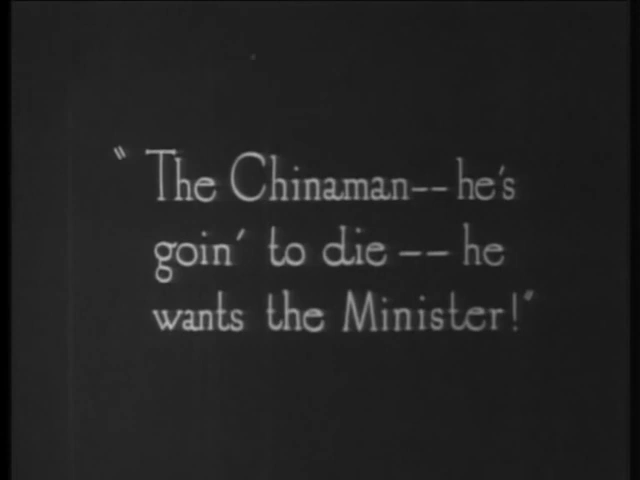 "The Chinaman-- he's
goin' to die -- he
wants the Minister!"